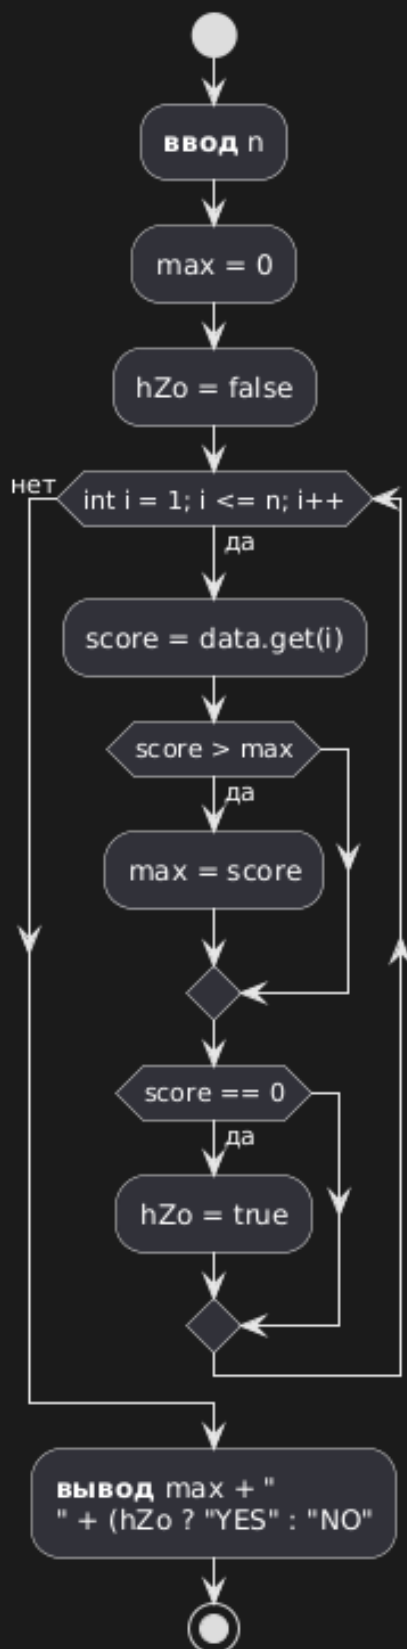 ввод n
max = 0
hZo = false
нет
int i = 1; i <= n; i++
да
score = data.get(i)
score > max
да
max = score
score == 0
да
hZo = true
вывод max + "
" + (hZo ? "YES" : "NO"